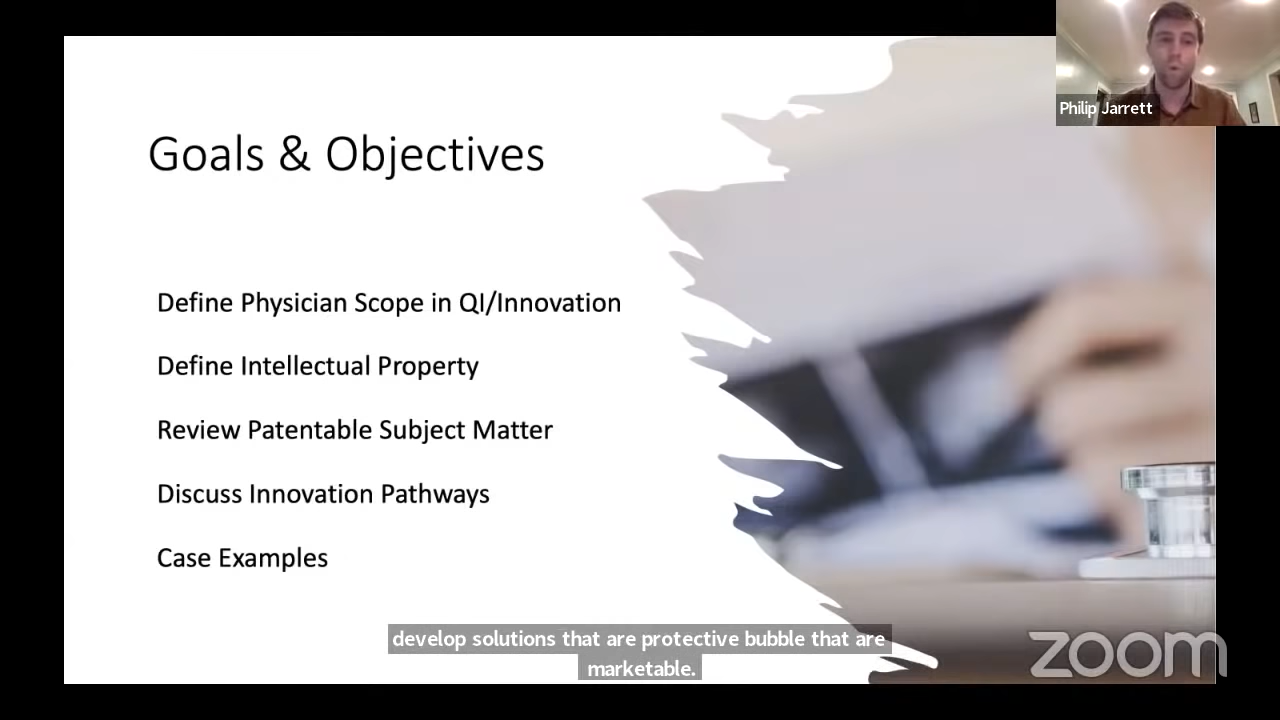 Philip Jarrett
Goals & Objectives
Define Physician Scope in QI/Innovation
Define Intellectual Property
Review Patentable Subject Matter
Discuss Innovation Pathways
Case Examples
develop solutions that are protective bubble that are
marketable.
zoom